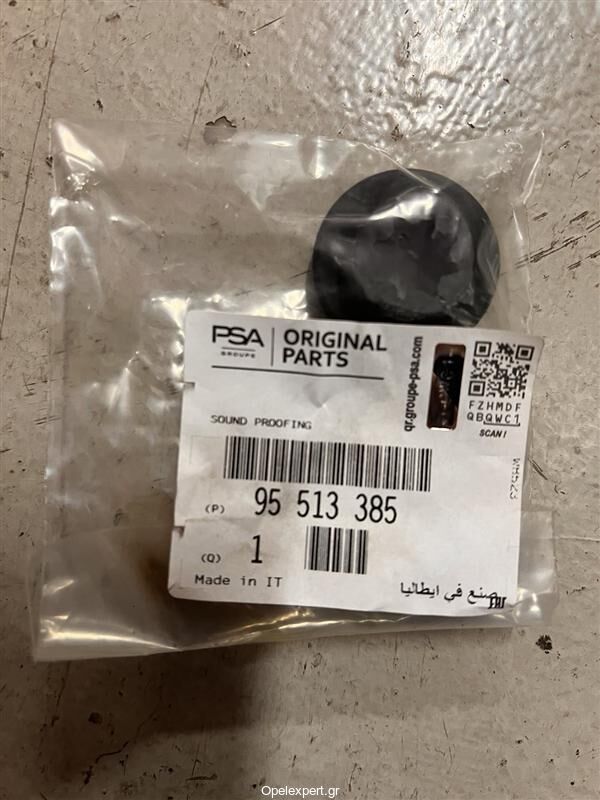 PSA
GROUPE
ORIGINAL
PARTS
qr.groupe-psa.com
FZHMDF
QBQWC1
SCAN!
SOUND PROOFING
(P) 95 513 385
(Q) 1
Made in IT
صنع في ايطاليا
Opelexpert.gr